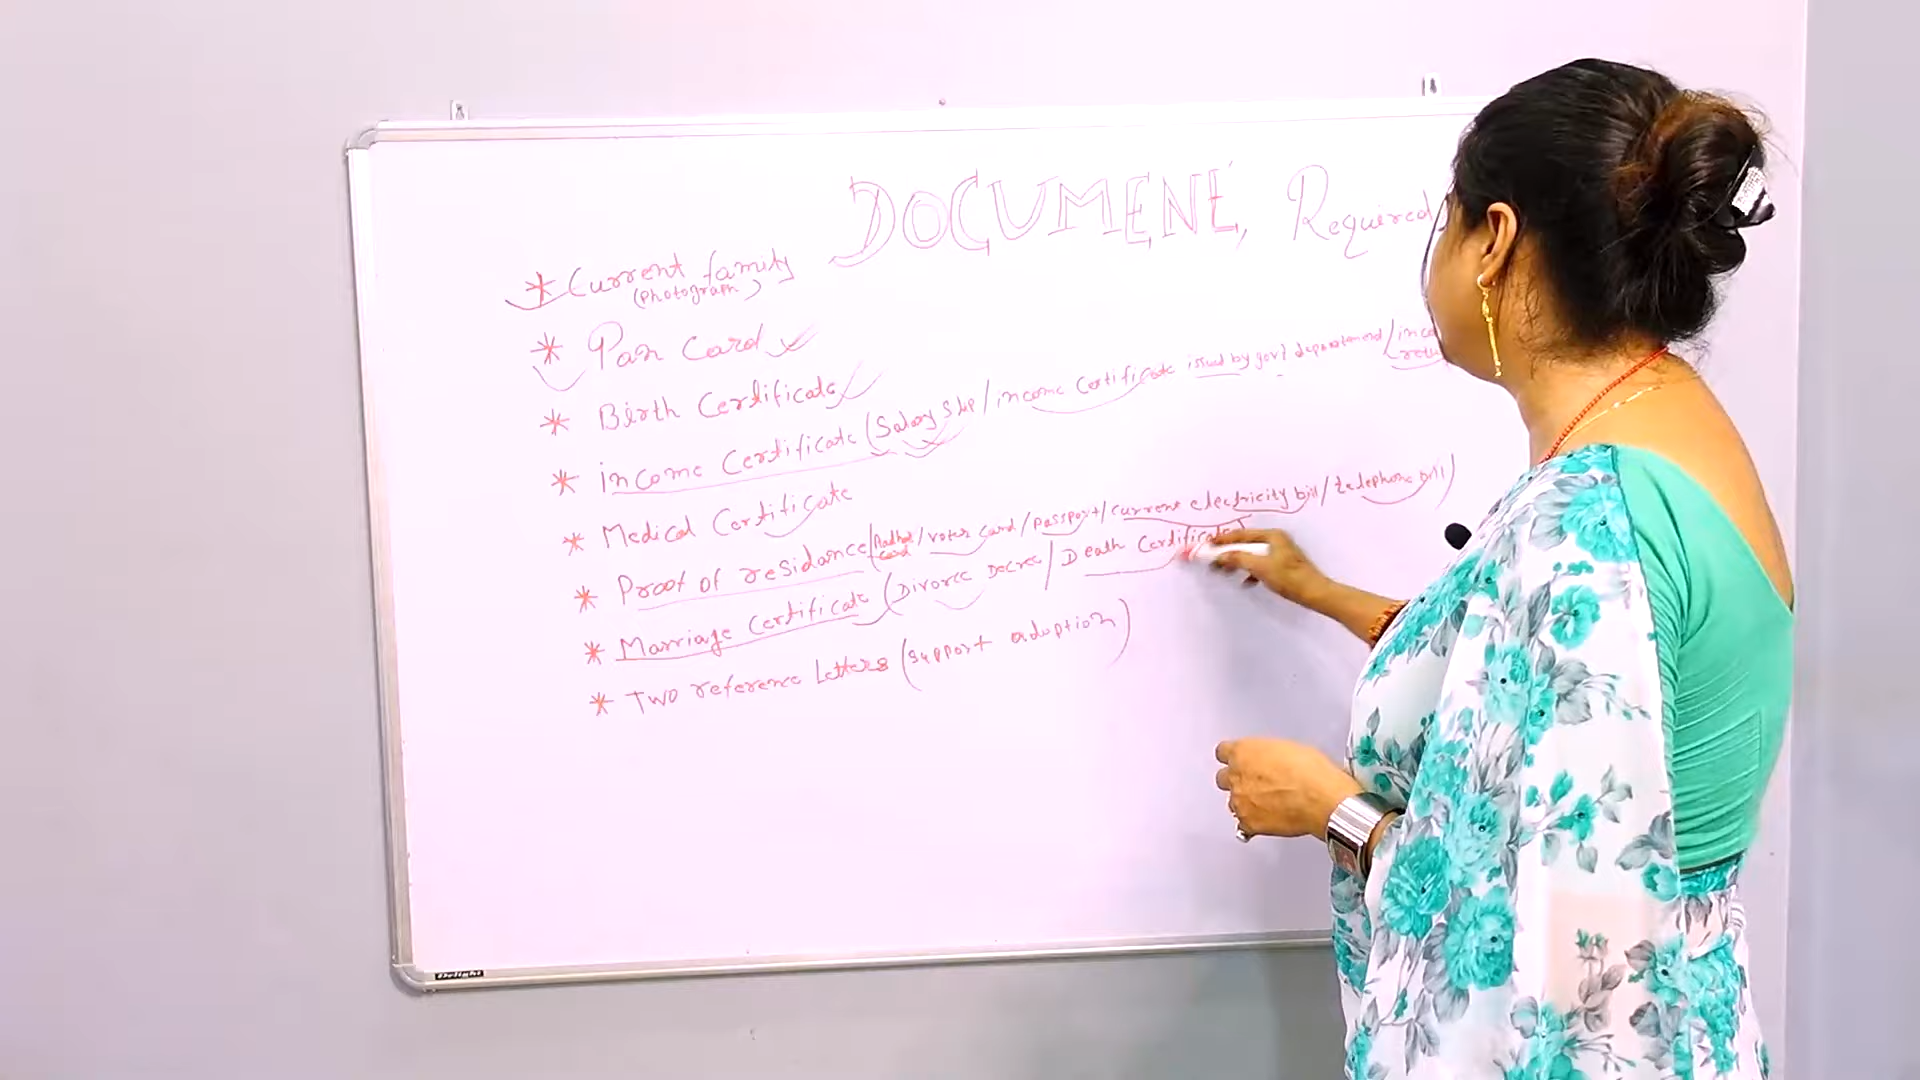 DOCUMENT, Required
* Current family
(Photograph)
* Pan Card
* Birth Certificate
* income Certificate (Salary Slip / income Certificate issued by govt department /
* Medical Certificate
* Proof of residance ( card / voter card / passport / current electricity bill / telephone bill)
* Marriage Certificate (Divorce Decree / Death Certificate)
* Two reference Letters (support adoption)
Delight